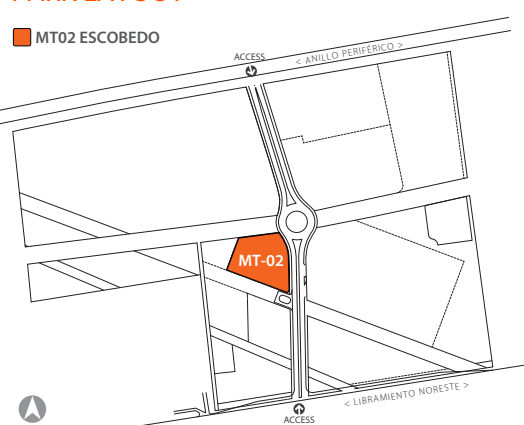 MT02 ESCOBEDO
ACCESS
< ANILLO PERIFÉRICO >
MT-02
< LIBRAMIENTO NORESTE >
ACCESS